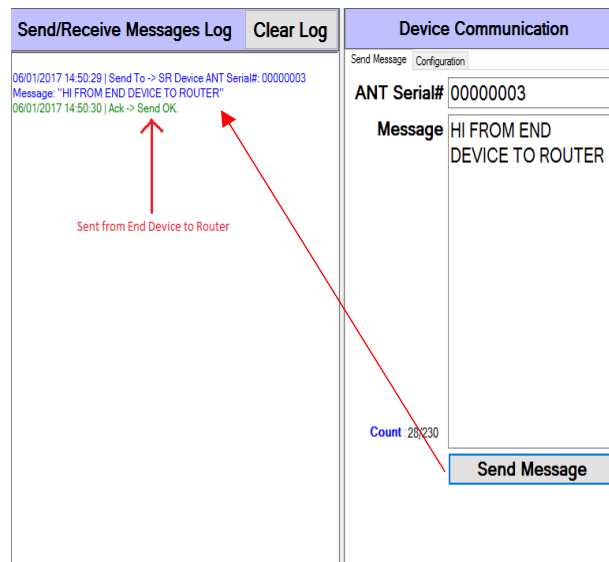 Send/Receive Messages Log
Clear Log
06/01/2017 14:50:29 | Send To -> SR Device ANT Serial#: 00000003
Message: "HI FROM END DEVICE TO ROUTER"
06/01/2017 14:50:30 | Ack -> Send OK.
Sent from End Device to Router
Device Communication
Send Message
Configuration
ANT Serial# 00000003
Message HI FROM END
DEVICE TO ROUTER
Count : 28/230
Send Message